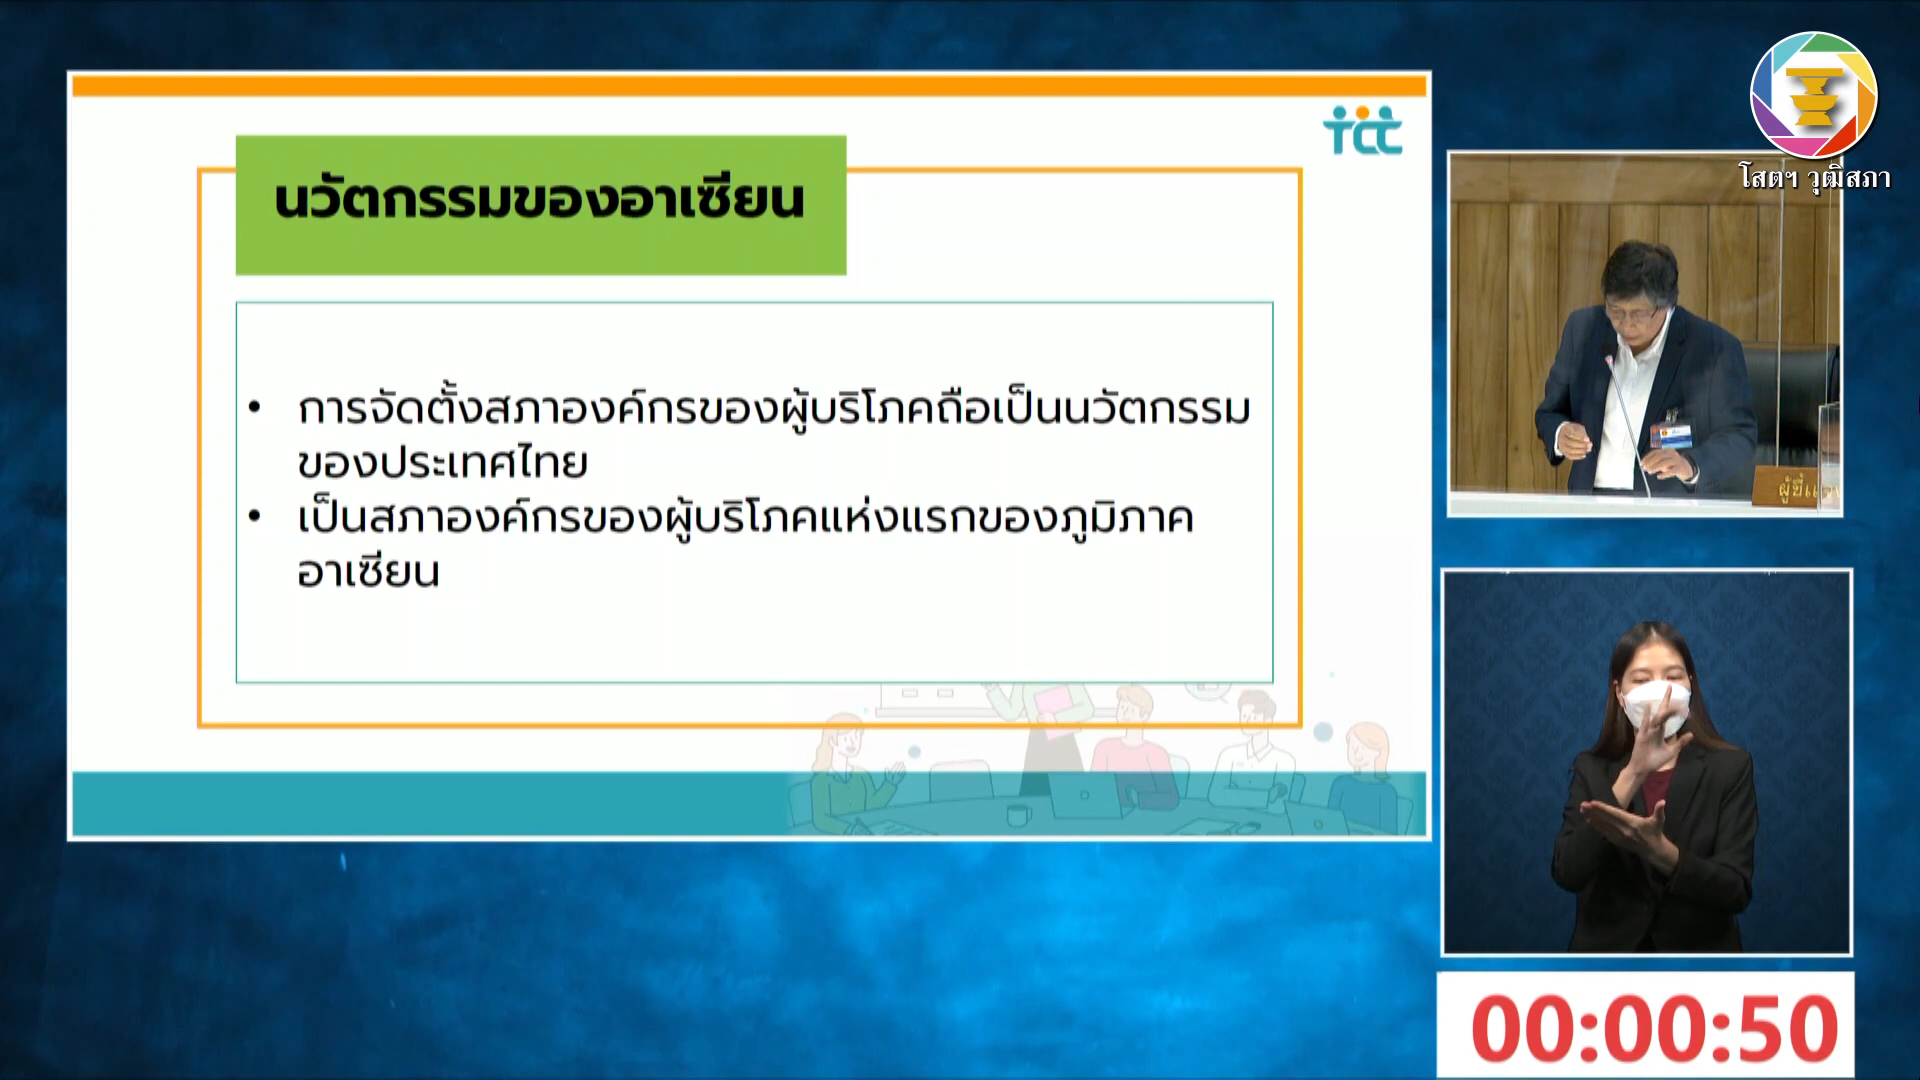 tcc
นวัตกรรมของอาเซียน
• การจัดตั้งสภาองค์กรของผู้บริโภคถือเป็นนวัตกรรม
ของประเทศไทย
• เป็นสภาองค์กรของผู้บริโภคแห่งแรกของภูมิภาค
อาเซียน
โสตฯ วุฒิสภา
00:00:50